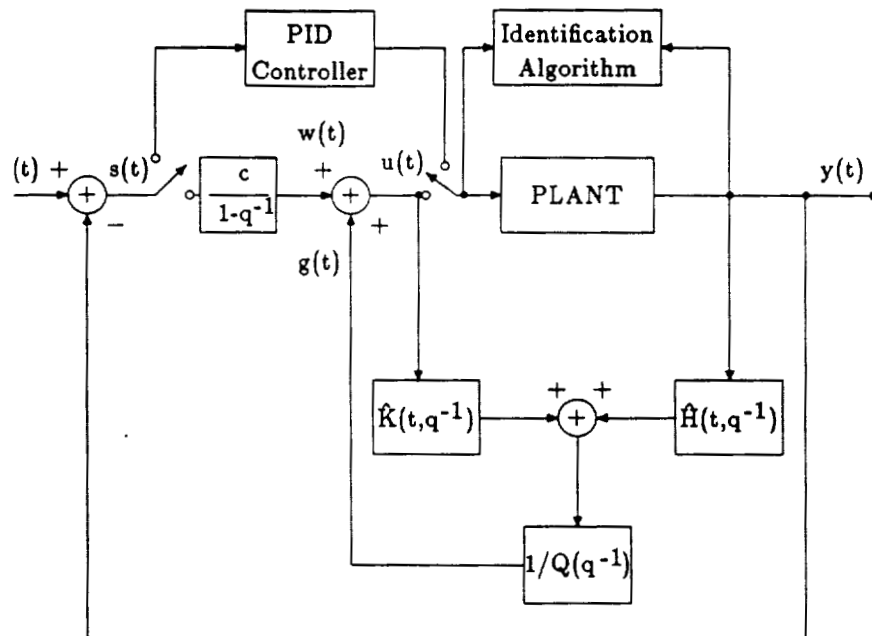 PID
Controller
Identification
Algorithm
w(t)
(t) +
s(t)
c
1-q⁻¹
+
+
u(t)
PLANT
y(t)
−
+
+
g(t)
K̂(t,q⁻¹)
+ +
+
Ĥ(t,q⁻¹)
1/Q(q⁻¹)